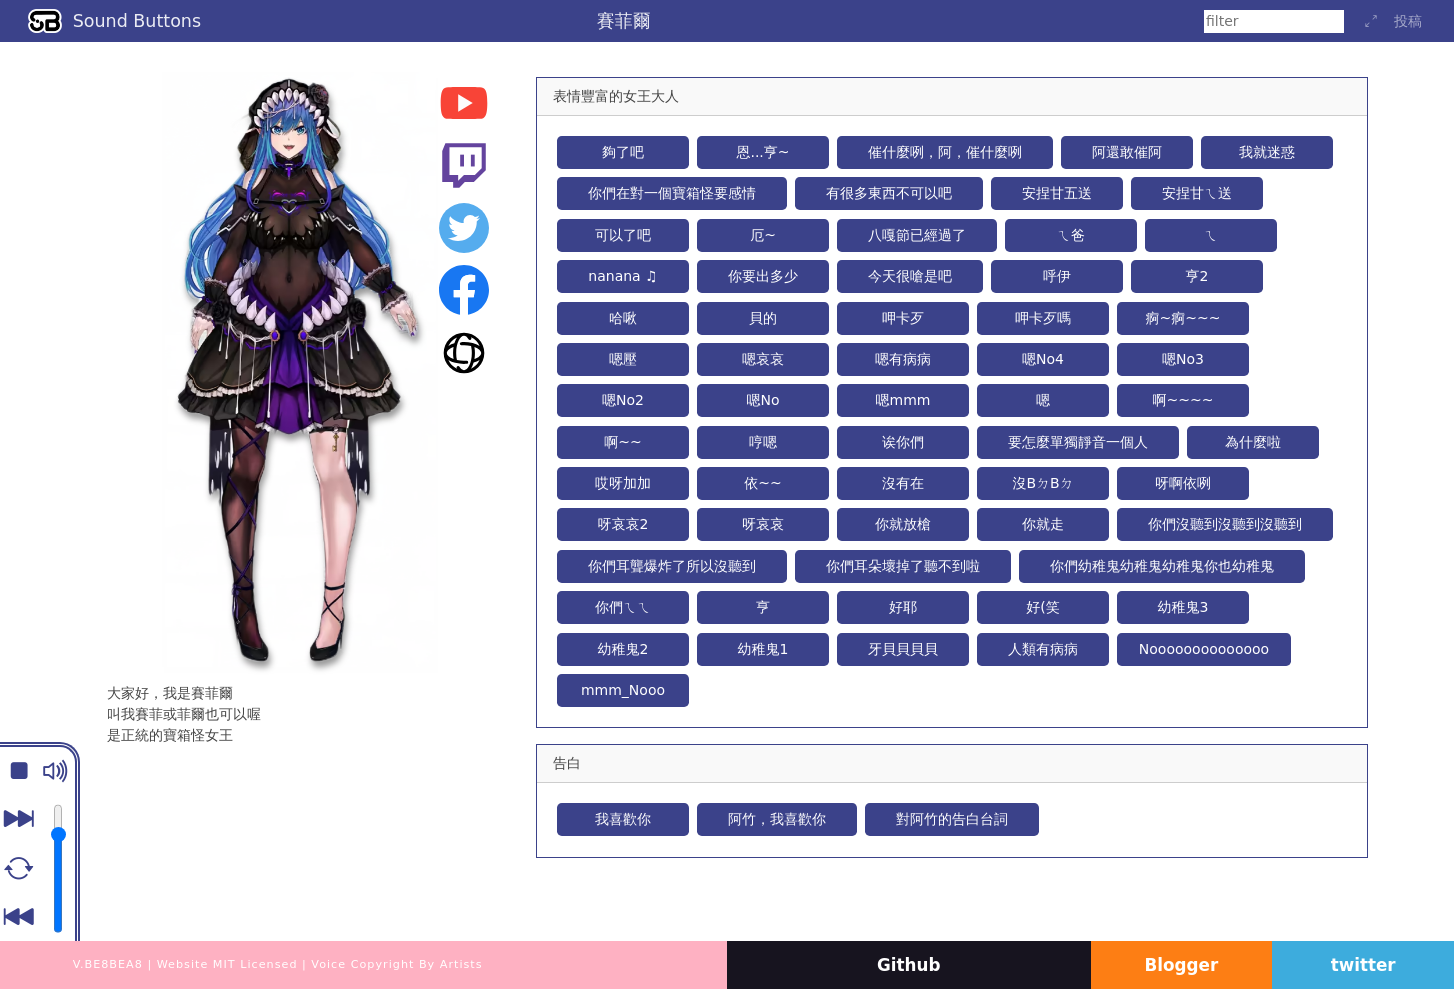 Sound Buttons
賽菲爾
filter
投稿
表情豐富的女王大人
夠了吧
恩...亨~
催什麼咧，阿，催什麼咧
阿還敢催阿
我就迷惑
你們在對一個寶箱怪要感情
有很多東西不可以吧
安捏甘五送
安捏甘ㄟ送
可以了吧
厄~
八嘎節已經過了
ㄟ爸
ㄟ
nanana ♫
你要出多少
今天很嗆是吧
呼伊
亨2
哈啾
貝的
呷卡歹
呷卡歹嗎
痾~痾~~~
嗯壓
嗯哀哀
嗯有病病
嗯No4
嗯No3
嗯No2
嗯No
嗯mmm
嗯
啊~~~~
啊~~
哼嗯
诶你們
要怎麼單獨靜音一個人
為什麼啦
哎呀加加
依~~
沒有在
沒BㄅBㄅ
呀啊依咧
呀哀哀2
呀哀哀
你就放槍
你就走
你們沒聽到沒聽到沒聽到
你們耳聾爆炸了所以沒聽到
你們耳朵壞掉了聽不到啦
你們幼稚鬼幼稚鬼幼稚鬼你也幼稚鬼
你們ㄟㄟ
亨
好耶
好(笑
幼稚鬼3
幼稚鬼2
幼稚鬼1
牙貝貝貝貝
人類有病病
Noooooooooooooo
mmm_Nooo
大家好，我是賽菲爾
叫我賽菲或菲爾也可以喔
是正統的寶箱怪女王
告白
我喜歡你
阿竹，我喜歡你
對阿竹的告白台詞
V.BE8BEA8 | Website MIT Licensed | Voice Copyright By Artists
Github
Blogger
twitter